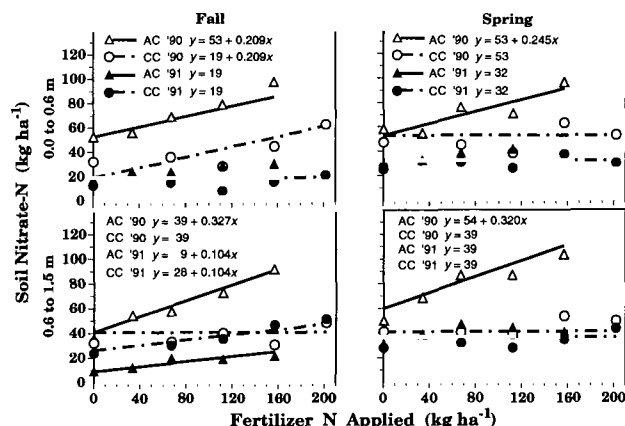 Fall
Spring
AC '90 y = 53 + 0.209x
CC '90 y = 19 + 0.209x
AC '91 y = 19
CC '91 y = 19
AC '90 y = 53 + 0.245x
CC '90 y = 53
AC '91 y = 32
CC '91 y = 32
120
100
80
60
40
20
0
0.0 to 0.6 m
Soil Nitrate-N (kg ha-1)
AC '90 y = 39 + 0.327x
CC '90 y = 39
AC '91 y = 9 + 0.104x
CC '91 y = 26 + 0.104x
AC '90 y = 54 + 0.320x
CC '90 y = 39
AC '91 y = 39
CC '91 y = 39
120
100
80
60
40
20
0
0.6 to 1.5 m
0 40 80 120 160 200
0 40 80 120 160 200
Fertilizer N Applied (kg ha-1)